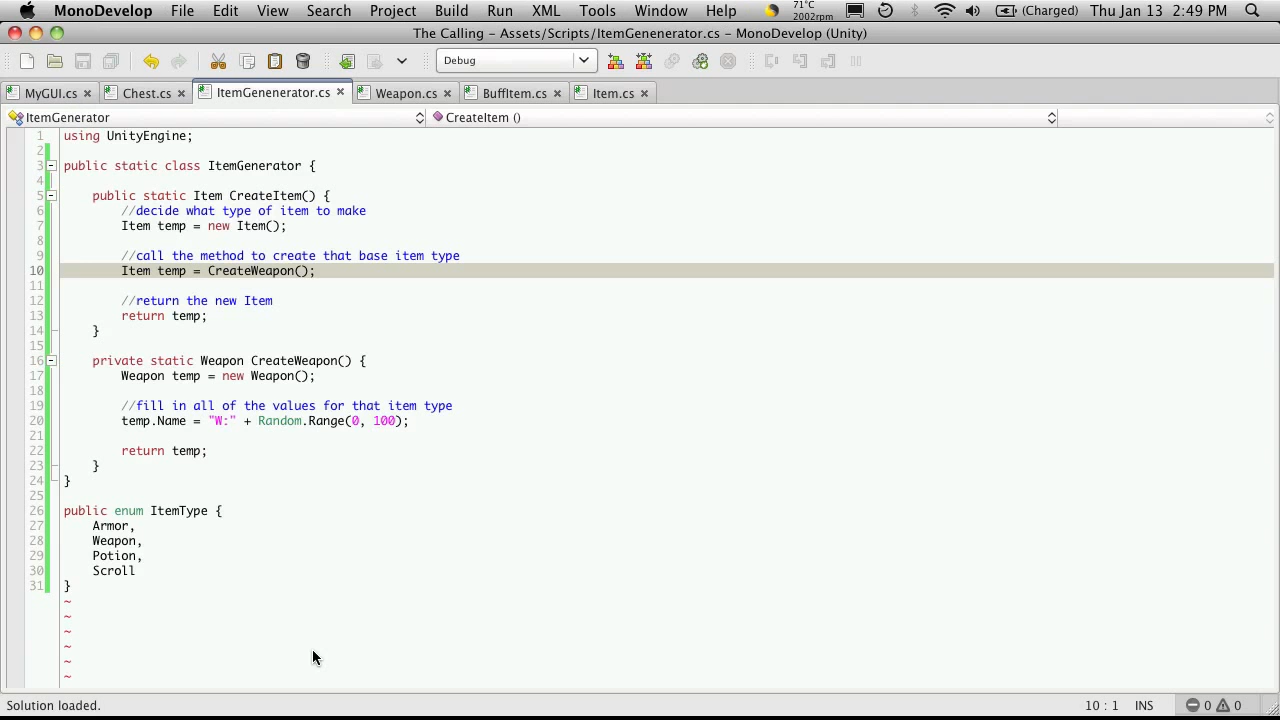 MonoDevelop File Edit View Search Project Build Run XML Tools Window Help 71°C 2002rpm (Charged) Thu Jan 13 2:49 PM
The Calling – Assets/Scripts/ItemGenenerator.cs – MonoDevelop (Unity)
Debug
MyGUI.cs Chest.cs ItemGenenerator.cs Weapon.cs BuffItem.cs Item.cs
ItemGenerator CreateItem ()
1 using UnityEngine;
2
3 public static class ItemGenerator {
4
5 public static Item CreateItem() {
6 //decide what type of item to make
7 Item temp = new Item();
8
9 //call the method to create that base item type
10 Item temp = CreateWeapon();
11
12 //return the new Item
13 return temp;
14 }
15
16 private static Weapon CreateWeapon() {
17 Weapon temp = new Weapon();
18
19 //fill in all of the values for that item type
20 temp.Name = "W:" + Random.Range(0, 100);
21
22 return temp;
23 }
24 }
25
26 public enum ItemType {
27 Armor,
28 Weapon,
29 Potion,
30 Scroll
31 }
~
~
~
~
~
~
Solution loaded. 10 : 1 INS 0 0